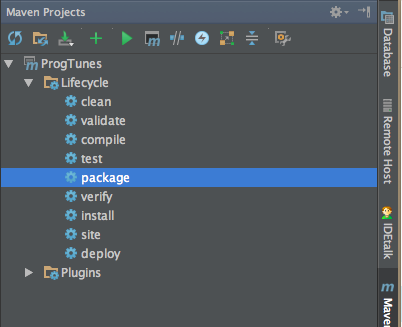 Maven Projects
ProgTunes
Lifecycle
clean
validate
compile
test
package
verify
install
site
deploy
Plugins
Database
Remote Host
IDEtalk
m Maven